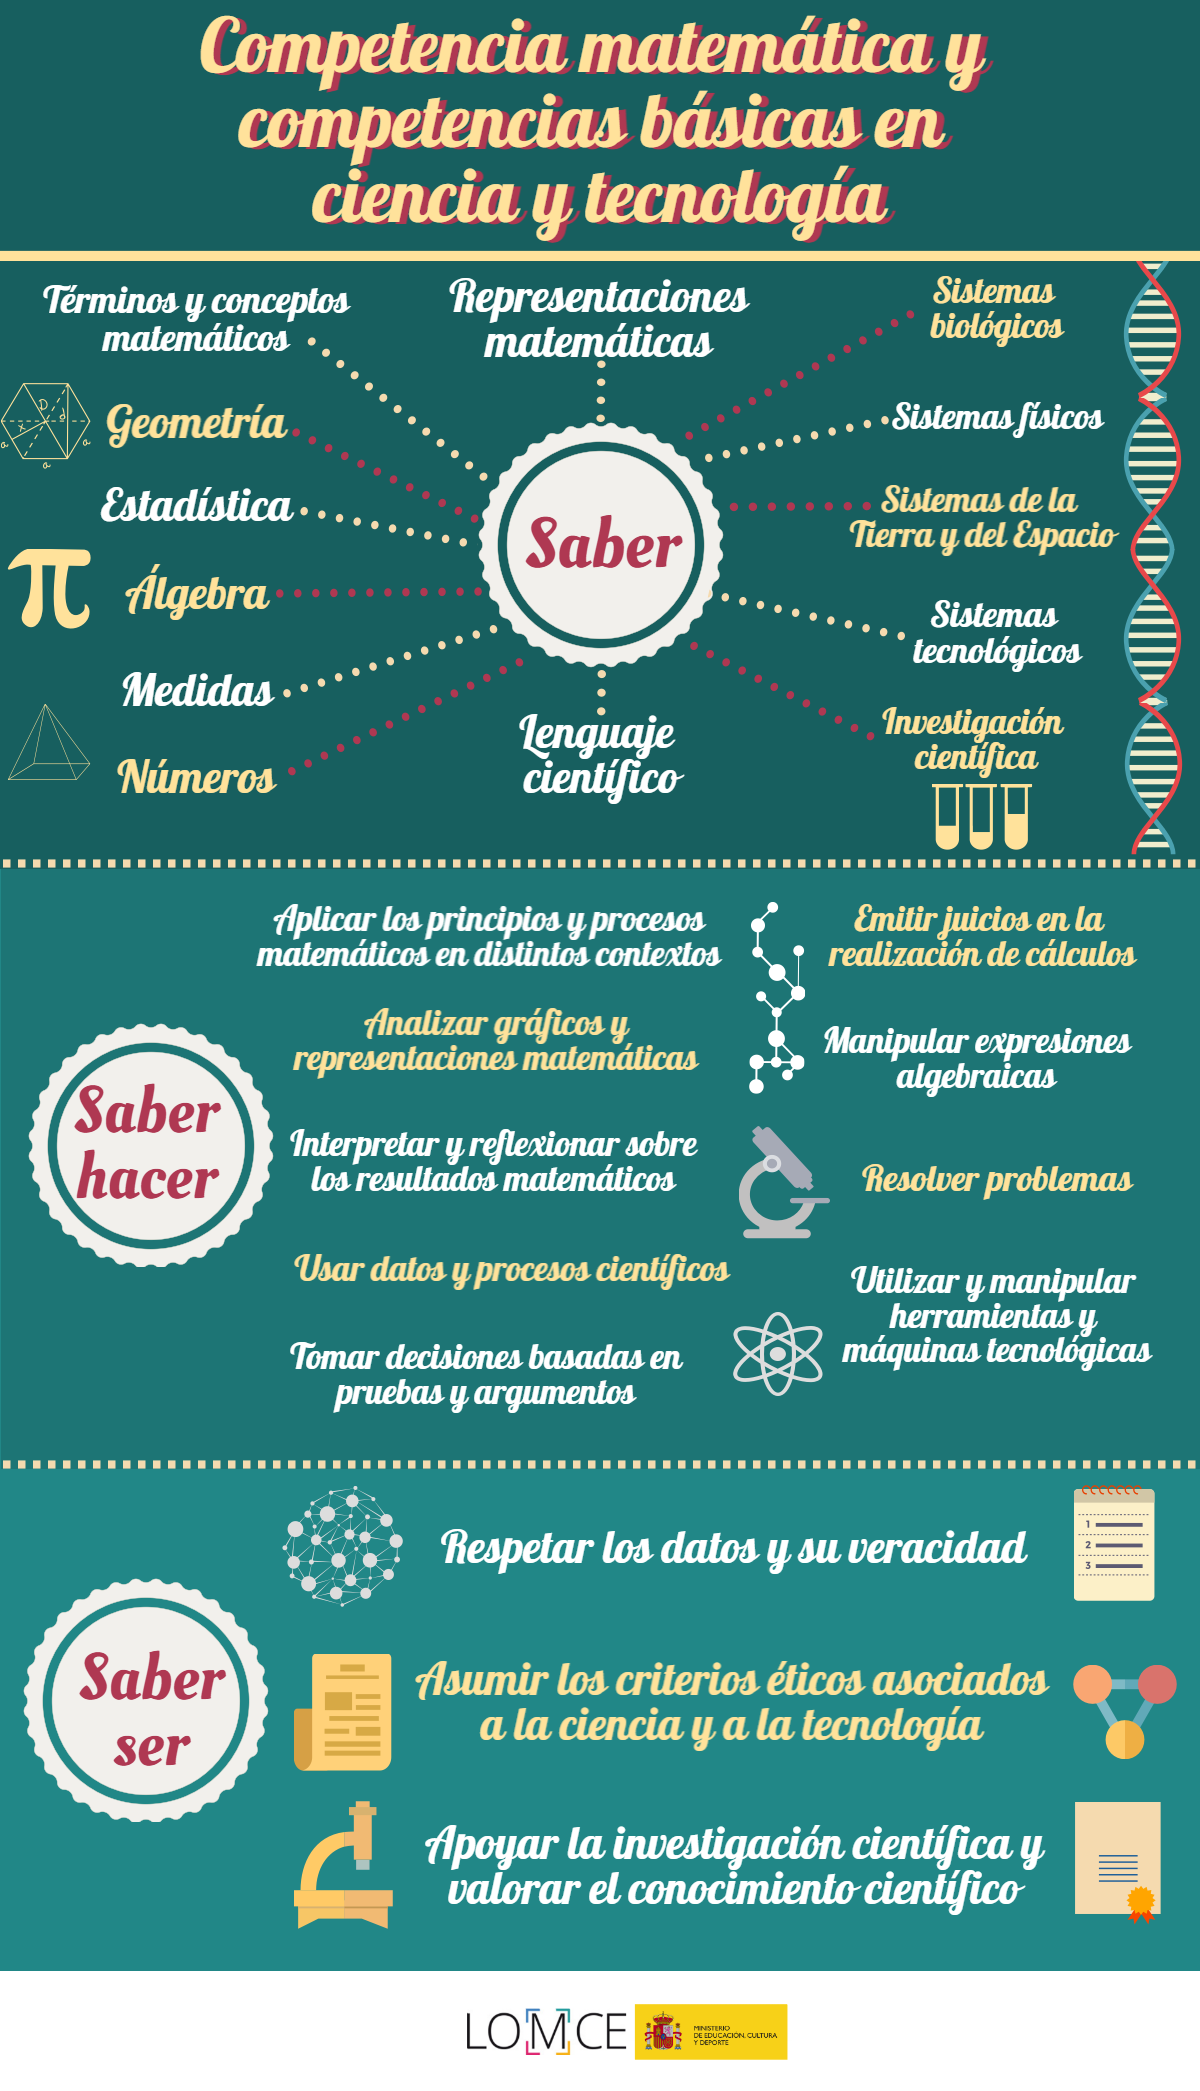 Competencia matemática y
competencias básicas en
ciencia y tecnología
Términos y conceptos
matemáticos
Geometría
Estadística
Álgebra
Medidas
Números
Representaciones
matemáticas
Saber
Lenguaje
científico
Sistemas
biológicos
Sistemas físicos
Sistemas de la
Tierra y del Espacio
Sistemas
tecnológicos
Investigación
científica
D
d
x
a
a
a
π
Saber
hacer
Aplicar los principios y procesos
matemáticos en distintos contextos
Analizar gráficos y
representaciones matemáticas
Interpretar y reflexionar sobre
los resultados matemáticos
Usar datos y procesos científicos
Tomar decisiones basadas en
pruebas y argumentos
Emitir juicios en la
realización de cálculos
Manipular expresiones
algebraicas
Resolver problemas
Utilizar y manipular
herramientas y
máquinas tecnológicas
Saber
ser
Respetar los datos y su veracidad
1
2
3
Asumir los criterios éticos asociados
a la ciencia y a la tecnología
Apoyar la investigación científica y
valorar el conocimiento científico
LOMCE
MINISTERIO
DE EDUCACIÓN, CULTURA
Y DEPORTE